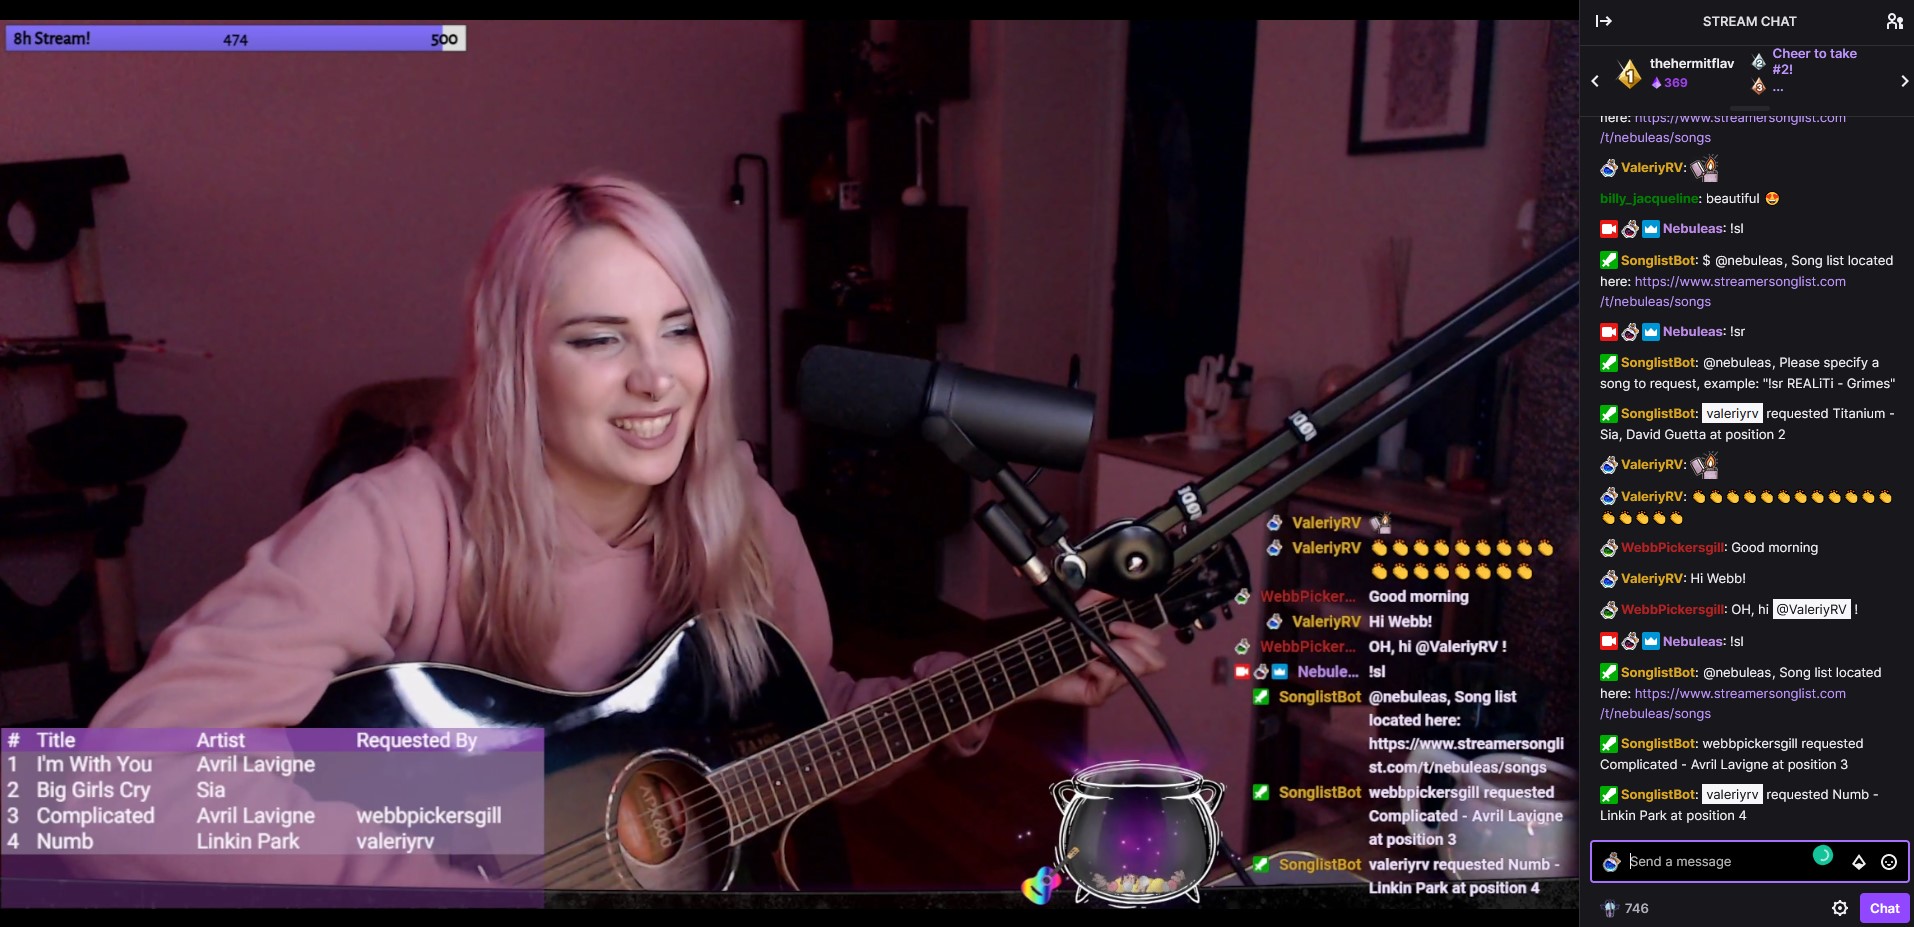 8h Stream! 474 500
# Title Artist Requested By
1 I'm With You Avril Lavigne
2 Big Girls Cry Sia
3 Complicated Avril Lavigne webbpickersgill
4 Numb Linkin Park valeriyrv
ValeriyRV
ValeriyRV 👏👏👏👏👏👏👏👏👏
👏👏👏👏👏👏👏👏
WebbPicker... Good morning
ValeriyRV Hi Webb!
WebbPicker... OH, hi @ValeriyRV !
Nebule... !sl
SonglistBot @nebuleas, Song list
located here:
https://www.streamersongli
st.com/t/nebuleas/songs
SonglistBot webbpickersgill requested
Complicated - Avril Lavigne
at position 3
SonglistBot valeriyrv requested Numb -
Linkin Park at position 4
STREAM CHAT
1 thehermitflav
369
2 Cheer to take
#2!
3 ...
here: https://www.streamersonglist.com
/t/nebuleas/songs
ValeriyRV:
billy_jacqueline: beautiful 🤩
Nebuleas: !sl
SonglistBot: $ @nebuleas, Song list located
here: https://www.streamersonglist.com
/t/nebuleas/songs
Nebuleas: !sr
SonglistBot: @nebuleas, Please specify a
song to request, example: "!sr REALiTi - Grimes"
SonglistBot: valeriyrv requested Titanium -
Sia, David Guetta at position 2
ValeriyRV:
ValeriyRV: 👏👏👏👏👏👏👏👏👏👏👏👏
👏👏👏👏👏
WebbPickersgill: Good morning
ValeriyRV: Hi Webb!
WebbPickersgill: OH, hi @ValeriyRV !
Nebuleas: !sl
SonglistBot: @nebuleas, Song list located
here: https://www.streamersonglist.com
/t/nebuleas/songs
SonglistBot: webbpickersgill requested
Complicated - Avril Lavigne at position 3
SonglistBot: valeriyrv requested Numb -
Linkin Park at position 4
Send a message
746
Chat